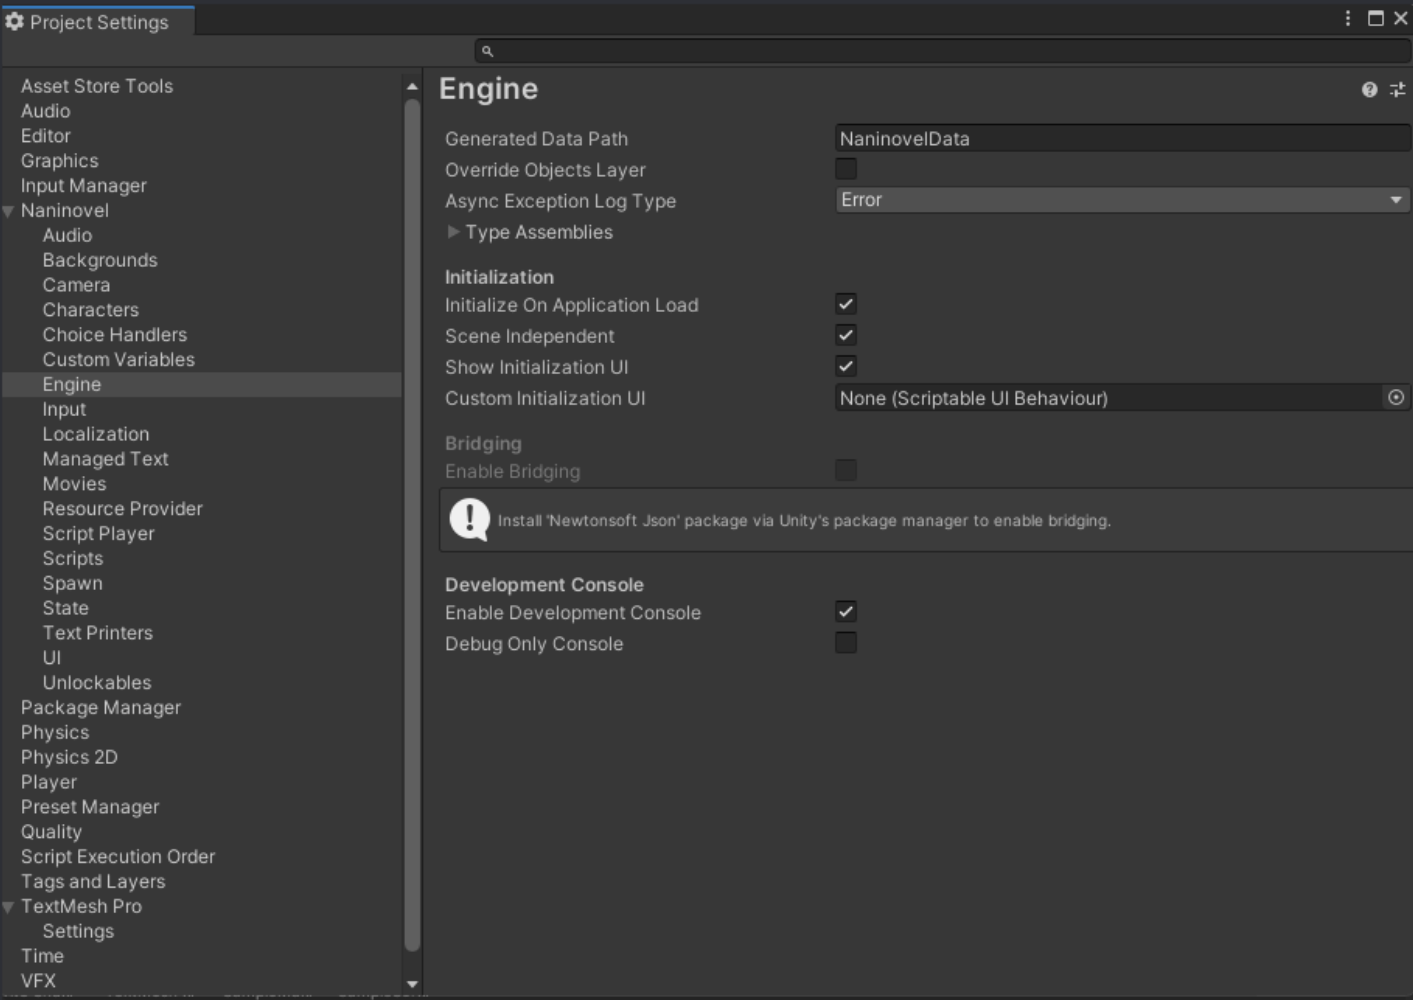 Project Settings
Asset Store Tools
Audio
Editor
Graphics
Input Manager
Naninovel
Audio
Backgrounds
Camera
Characters
Choice Handlers
Custom Variables
Engine
Input
Localization
Managed Text
Movies
Resource Provider
Script Player
Scripts
Spawn
State
Text Printers
UI
Unlockables
Package Manager
Physics
Physics 2D
Player
Preset Manager
Quality
Script Execution Order
Tags and Layers
TextMesh Pro
Settings
Time
VFX
Engine
Generated Data Path NaninovelData
Override Objects Layer
Async Exception Log Type Error
Type Assemblies
Initialization
Initialize On Application Load
Scene Independent
Show Initialization UI
Custom Initialization UI None (Scriptable UI Behaviour)
Bridging
Enable Bridging
Install 'Newtonsoft Json' package via Unity's package manager to enable bridging.
Development Console
Enable Development Console
Debug Only Console